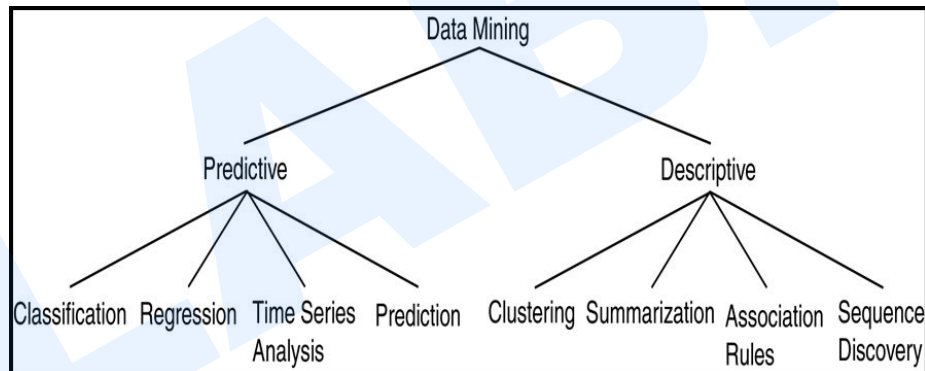 Data Mining
Predictive
Descriptive
Classification
Regression
Time Series
Analysis
Prediction
Clustering
Summarization
Association
Rules
Sequence
Discovery